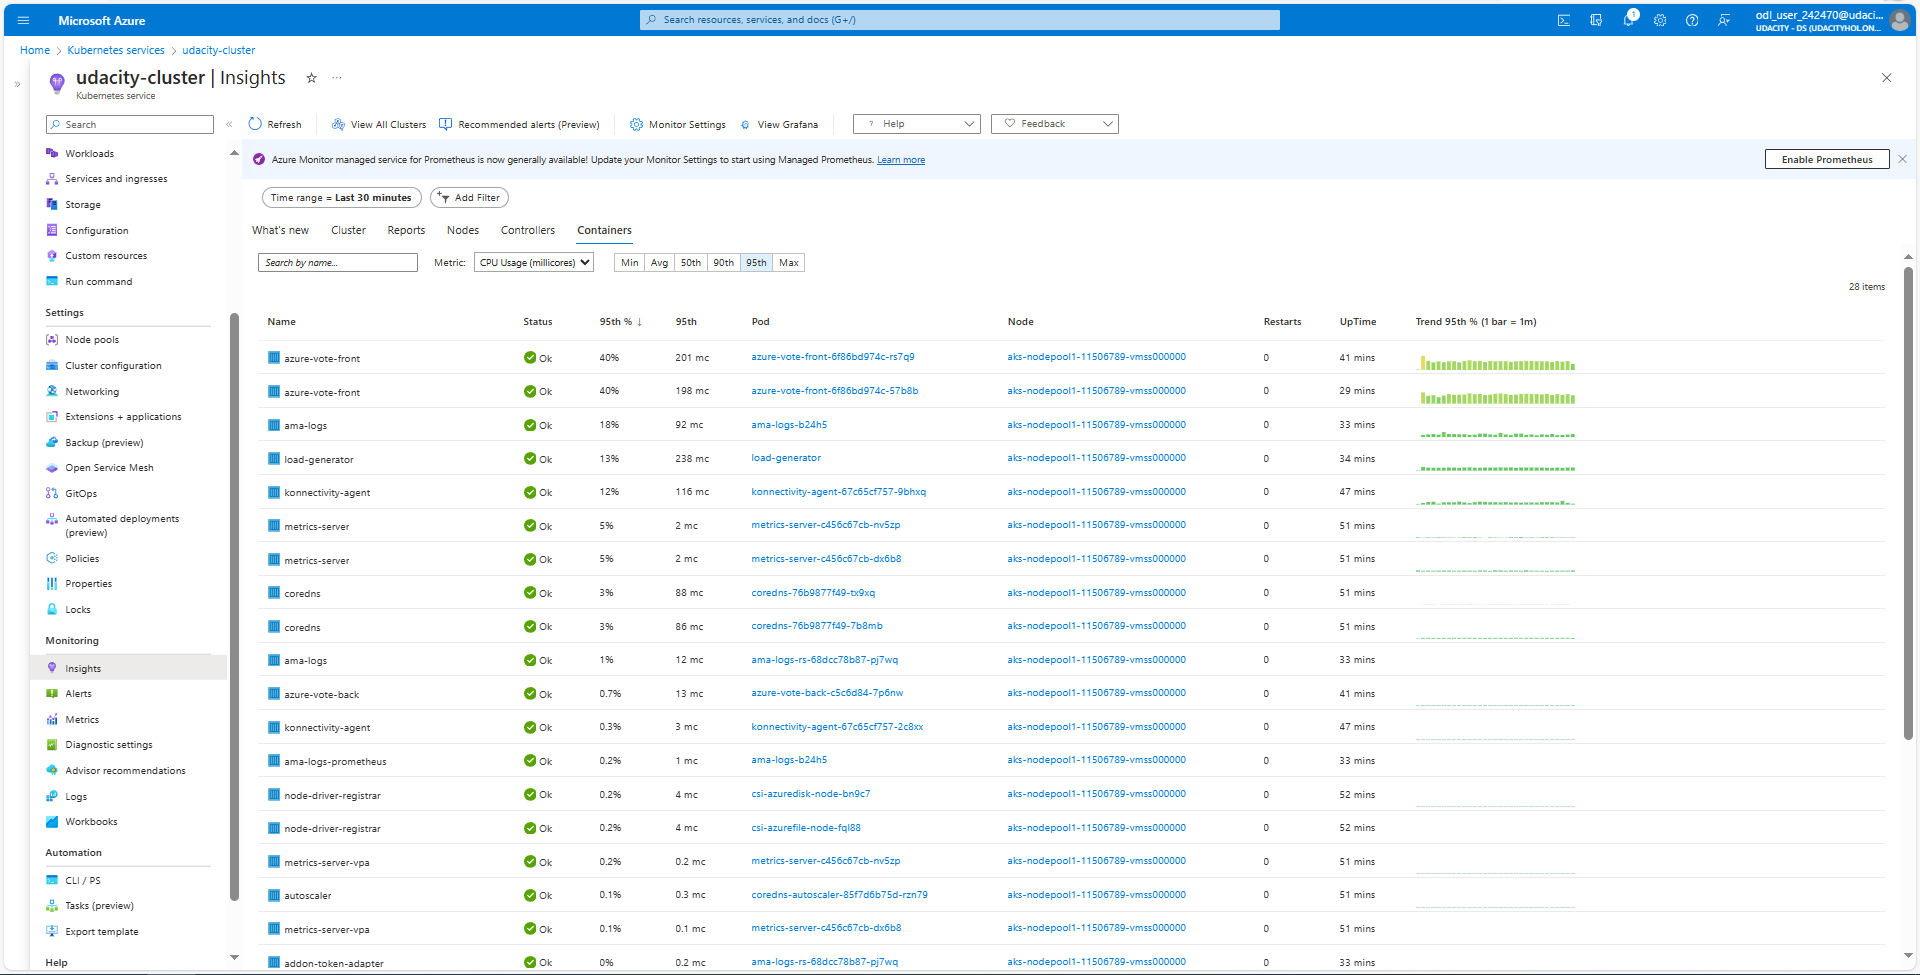 Microsoft Azure
Search resources, services, and docs (G+/)
1
odl_user_242470@udaci...
UDACITY - DS (UDACITYHOLON...
Home > Kubernetes services > udacity-cluster
udacity-cluster | Insights
Kubernetes service
Search
Refresh
View All Clusters
Recommended alerts (Preview)
Monitor Settings
View Grafana
? Help
Feedback
Azure Monitor managed service for Prometheus is now generally available! Update your Monitor Settings to start using Managed Prometheus. Learn more
Enable Prometheus
Workloads
Services and ingresses
Storage
Configuration
Custom resources
Run command
Settings
Node pools
Cluster configuration
Networking
Extensions + applications
Backup (preview)
Open Service Mesh
GitOps
Automated deployments
(preview)
Policies
Properties
Locks
Monitoring
Insights
Alerts
Metrics
Diagnostic settings
Advisor recommendations
Logs
Workbooks
Automation
CLI / PS
Tasks (preview)
Export template
Help
Time range = Last 30 minutes
Add Filter
What's new Cluster Reports Nodes Controllers Containers
Search by name...
Metric: CPU Usage (millicores)
Min Avg 50th 90th 95th Max
28 items
Name Status 95th % ↓ 95th Pod Node Restarts UpTime Trend 95th % (1 bar = 1m)
azure-vote-front Ok 40% 201 mc azure-vote-front-6f86bd974c-rs7q9 aks-nodepool1-11506789-vmss000000 0 41 mins
azure-vote-front Ok 40% 198 mc azure-vote-front-6f86bd974c-57b8b aks-nodepool1-11506789-vmss000000 0 29 mins
ama-logs Ok 18% 92 mc ama-logs-b24h5 aks-nodepool1-11506789-vmss000000 0 33 mins
load-generator Ok 13% 238 mc load-generator aks-nodepool1-11506789-vmss000000 0 34 mins
konnectivity-agent Ok 12% 116 mc konnectivity-agent-67c65cf757-9bhxq aks-nodepool1-11506789-vmss000000 0 47 mins
metrics-server Ok 5% 2 mc metrics-server-c456c67cb-nv5zp aks-nodepool1-11506789-vmss000000 0 51 mins
metrics-server Ok 5% 2 mc metrics-server-c456c67cb-dx6b8 aks-nodepool1-11506789-vmss000000 0 51 mins
coredns Ok 3% 88 mc coredns-76b9877f49-tx9xq aks-nodepool1-11506789-vmss000000 0 51 mins
coredns Ok 3% 86 mc coredns-76b9877f49-7b8mb aks-nodepool1-11506789-vmss000000 0 51 mins
ama-logs Ok 1% 12 mc ama-logs-rs-68dcc78b87-pj7wq aks-nodepool1-11506789-vmss000000 0 33 mins
azure-vote-back Ok 0.7% 13 mc azure-vote-back-c5c6d84-7p6nw aks-nodepool1-11506789-vmss000000 0 41 mins
konnectivity-agent Ok 0.3% 3 mc konnectivity-agent-67c65cf757-2c8xx aks-nodepool1-11506789-vmss000000 0 47 mins
ama-logs-prometheus Ok 0.2% 1 mc ama-logs-b24h5 aks-nodepool1-11506789-vmss000000 0 33 mins
node-driver-registrar Ok 0.2% 4 mc csi-azuredisk-node-bn9c7 aks-nodepool1-11506789-vmss000000 0 52 mins
node-driver-registrar Ok 0.2% 4 mc csi-azurefile-node-fql88 aks-nodepool1-11506789-vmss000000 0 52 mins
metrics-server-vpa Ok 0.2% 0.2 mc metrics-server-c456c67cb-nv5zp aks-nodepool1-11506789-vmss000000 0 51 mins
autoscaler Ok 0.1% 0.3 mc coredns-autoscaler-85f7d6b75d-rzn79 aks-nodepool1-11506789-vmss000000 0 51 mins
metrics-server-vpa Ok 0.1% 0.1 mc metrics-server-c456c67cb-dx6b8 aks-nodepool1-11506789-vmss000000 0 51 mins
addon-token-adapter Ok 0% 0.2 mc ama-logs-rs-68dcc78b87-pj7wq aks-nodepool1-11506789-vmss000000 0 33 mins